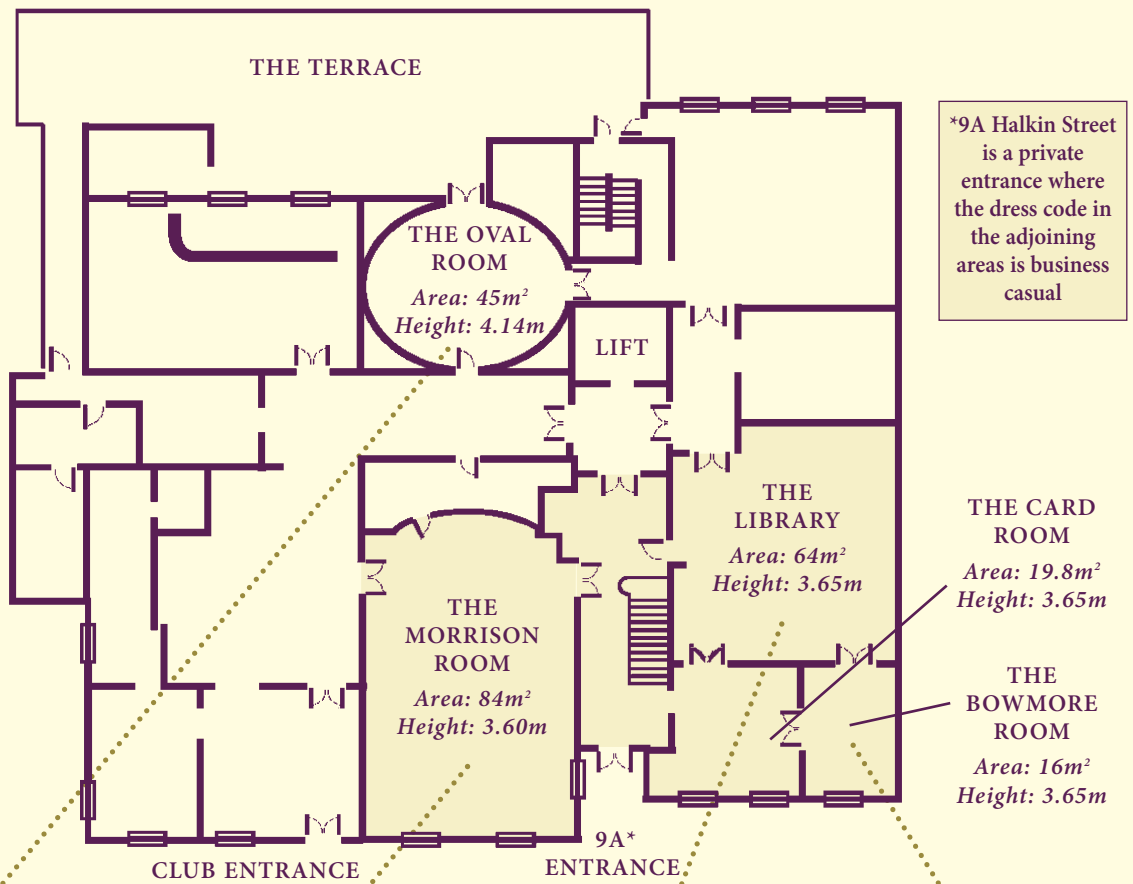 THE TERRACE
*9A Halkin Street
is a private
entrance where
the dress code in
the adjoining
areas is business
casual
THE OVAL
ROOM
Area: 45m²
Height: 4.14m
LIFT
THE
LIBRARY
Area: 64m²
Height: 3.65m
THE CARD
ROOM
Area: 19.8m²
Height: 3.65m
THE
MORRISON
ROOM
Area: 84m²
Height: 3.60m
THE
BOWMORE
ROOM
Area: 16m²
Height: 3.65m
CLUB ENTRANCE
9A*
ENTRANCE